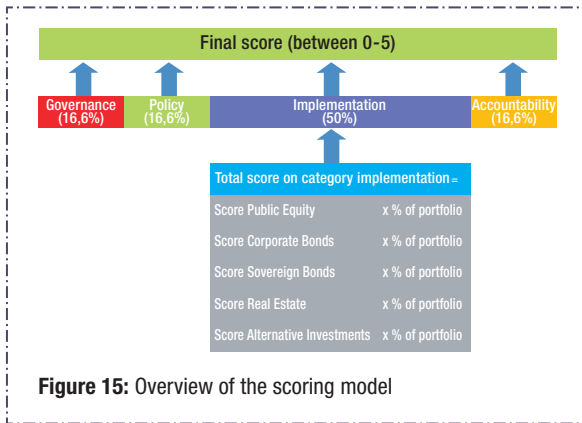 Final score (between 0-5)
Governance
(16,6%)
Policy
(16,6%)
Implementation
(50%)
Accountability
(16,6%)
Total score on category implementation=
Score Public Equity x % of portfolio
Score Corporate Bonds x % of portfolio
Score Sovereign Bonds x % of portfolio
Score Real Estate x % of portfolio
Score Alternative Investments x % of portfolio
Figure 15: Overview of the scoring model